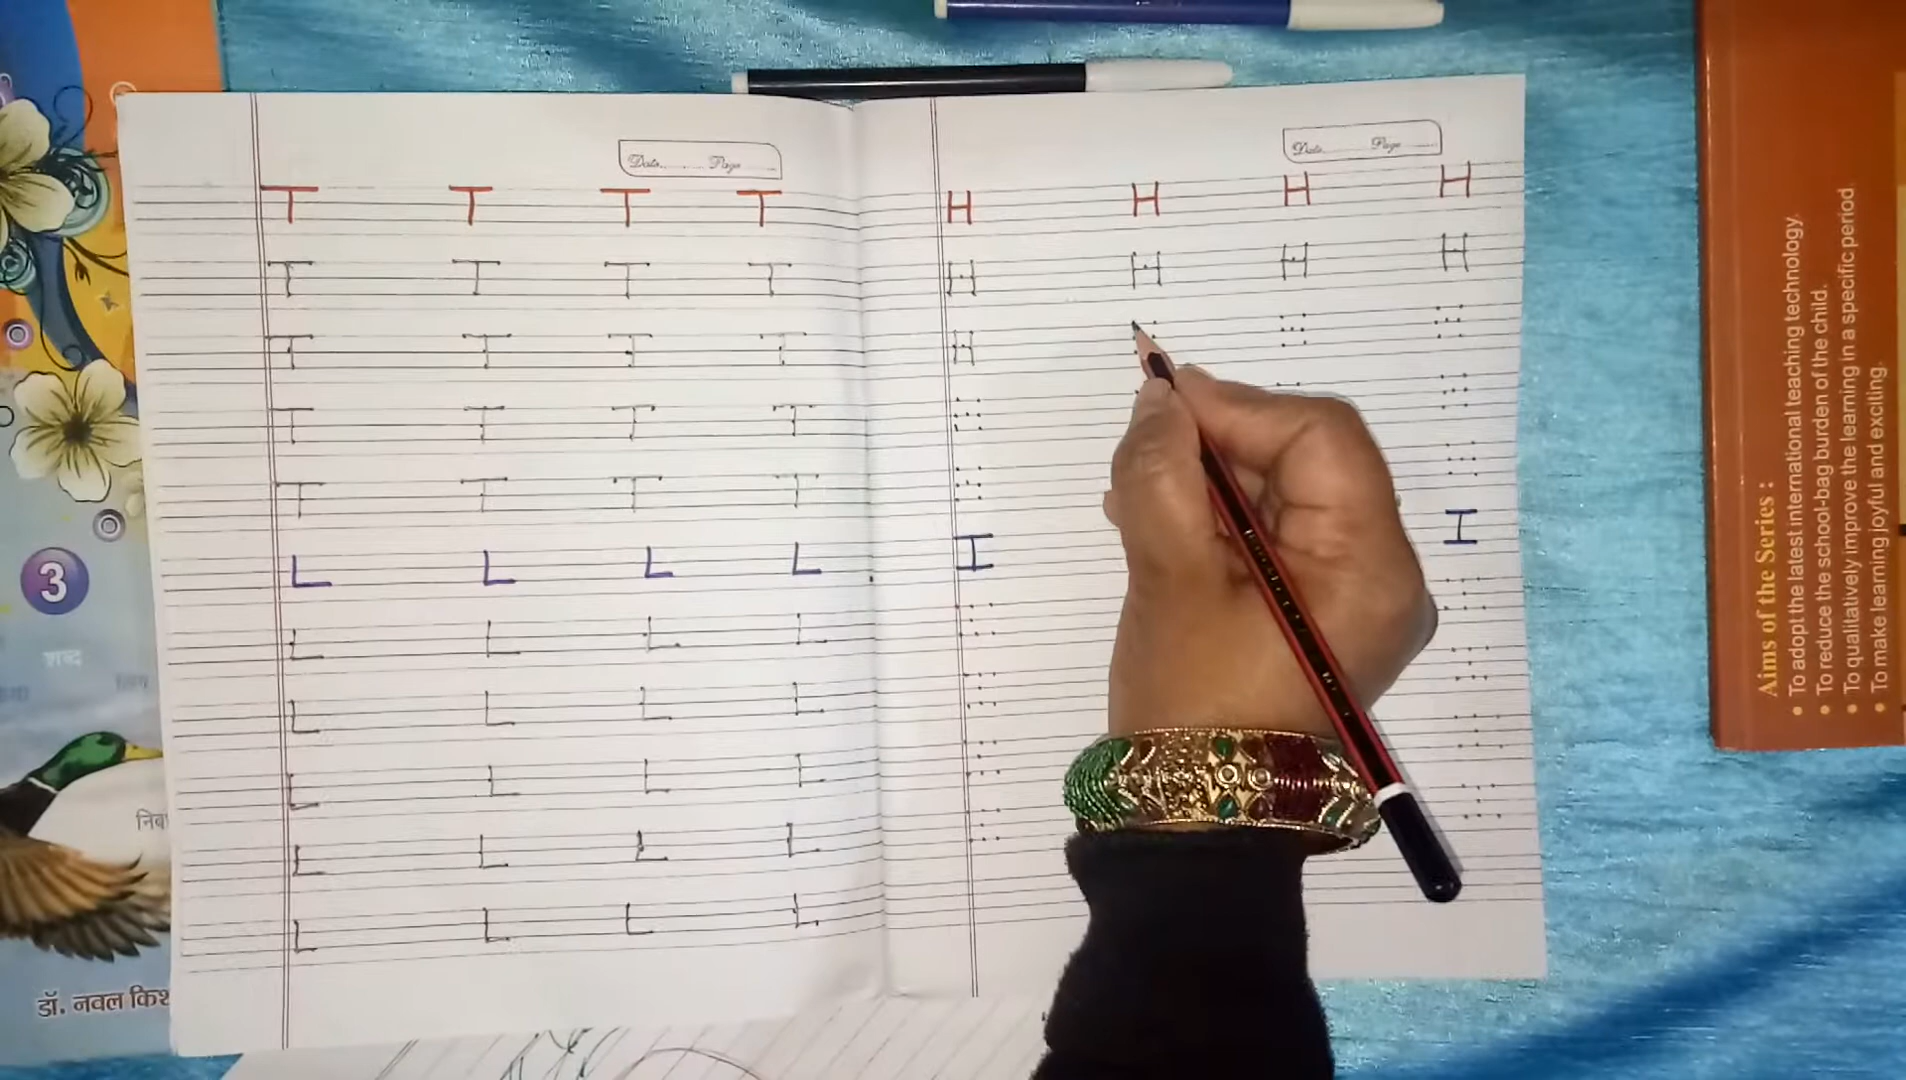 Date......... Page ......
T T T T
T T T T
T T T T
T T T T
T T T T
L L L L
L L L L
L L L L
L L L L
L L L L
L L L L
Date......... Page ......
H H H H
H H H H
H
I I
3
शब्द
डॉ. नवल
Aims of the Series :
• To adopt the latest international teaching technology.
• To reduce the school-bag burden of the child.
• To qualitatively improve the learning in a specific period.
• To make learning joyful and exciting.